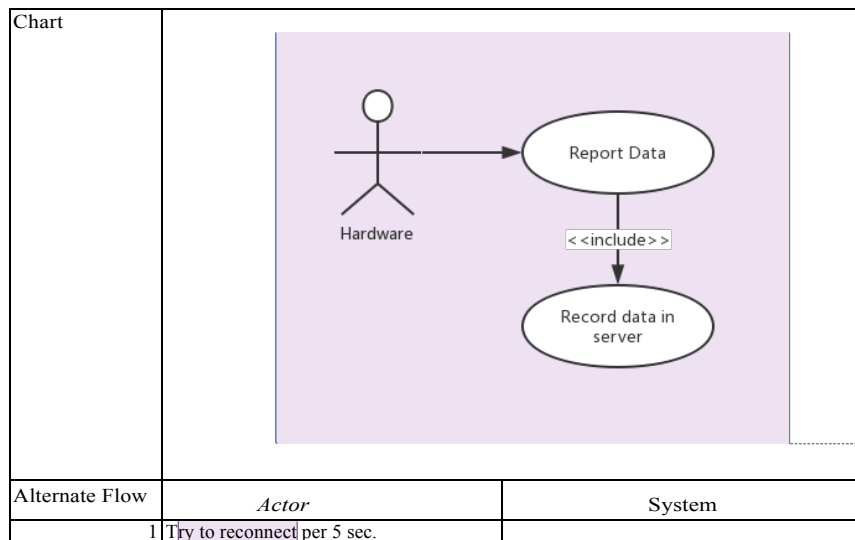 Chart
Report Data
Hardware
<<include>>
Record data in
server
Alternate Flow
Actor
System
1 Try to reconnect per 5 sec.